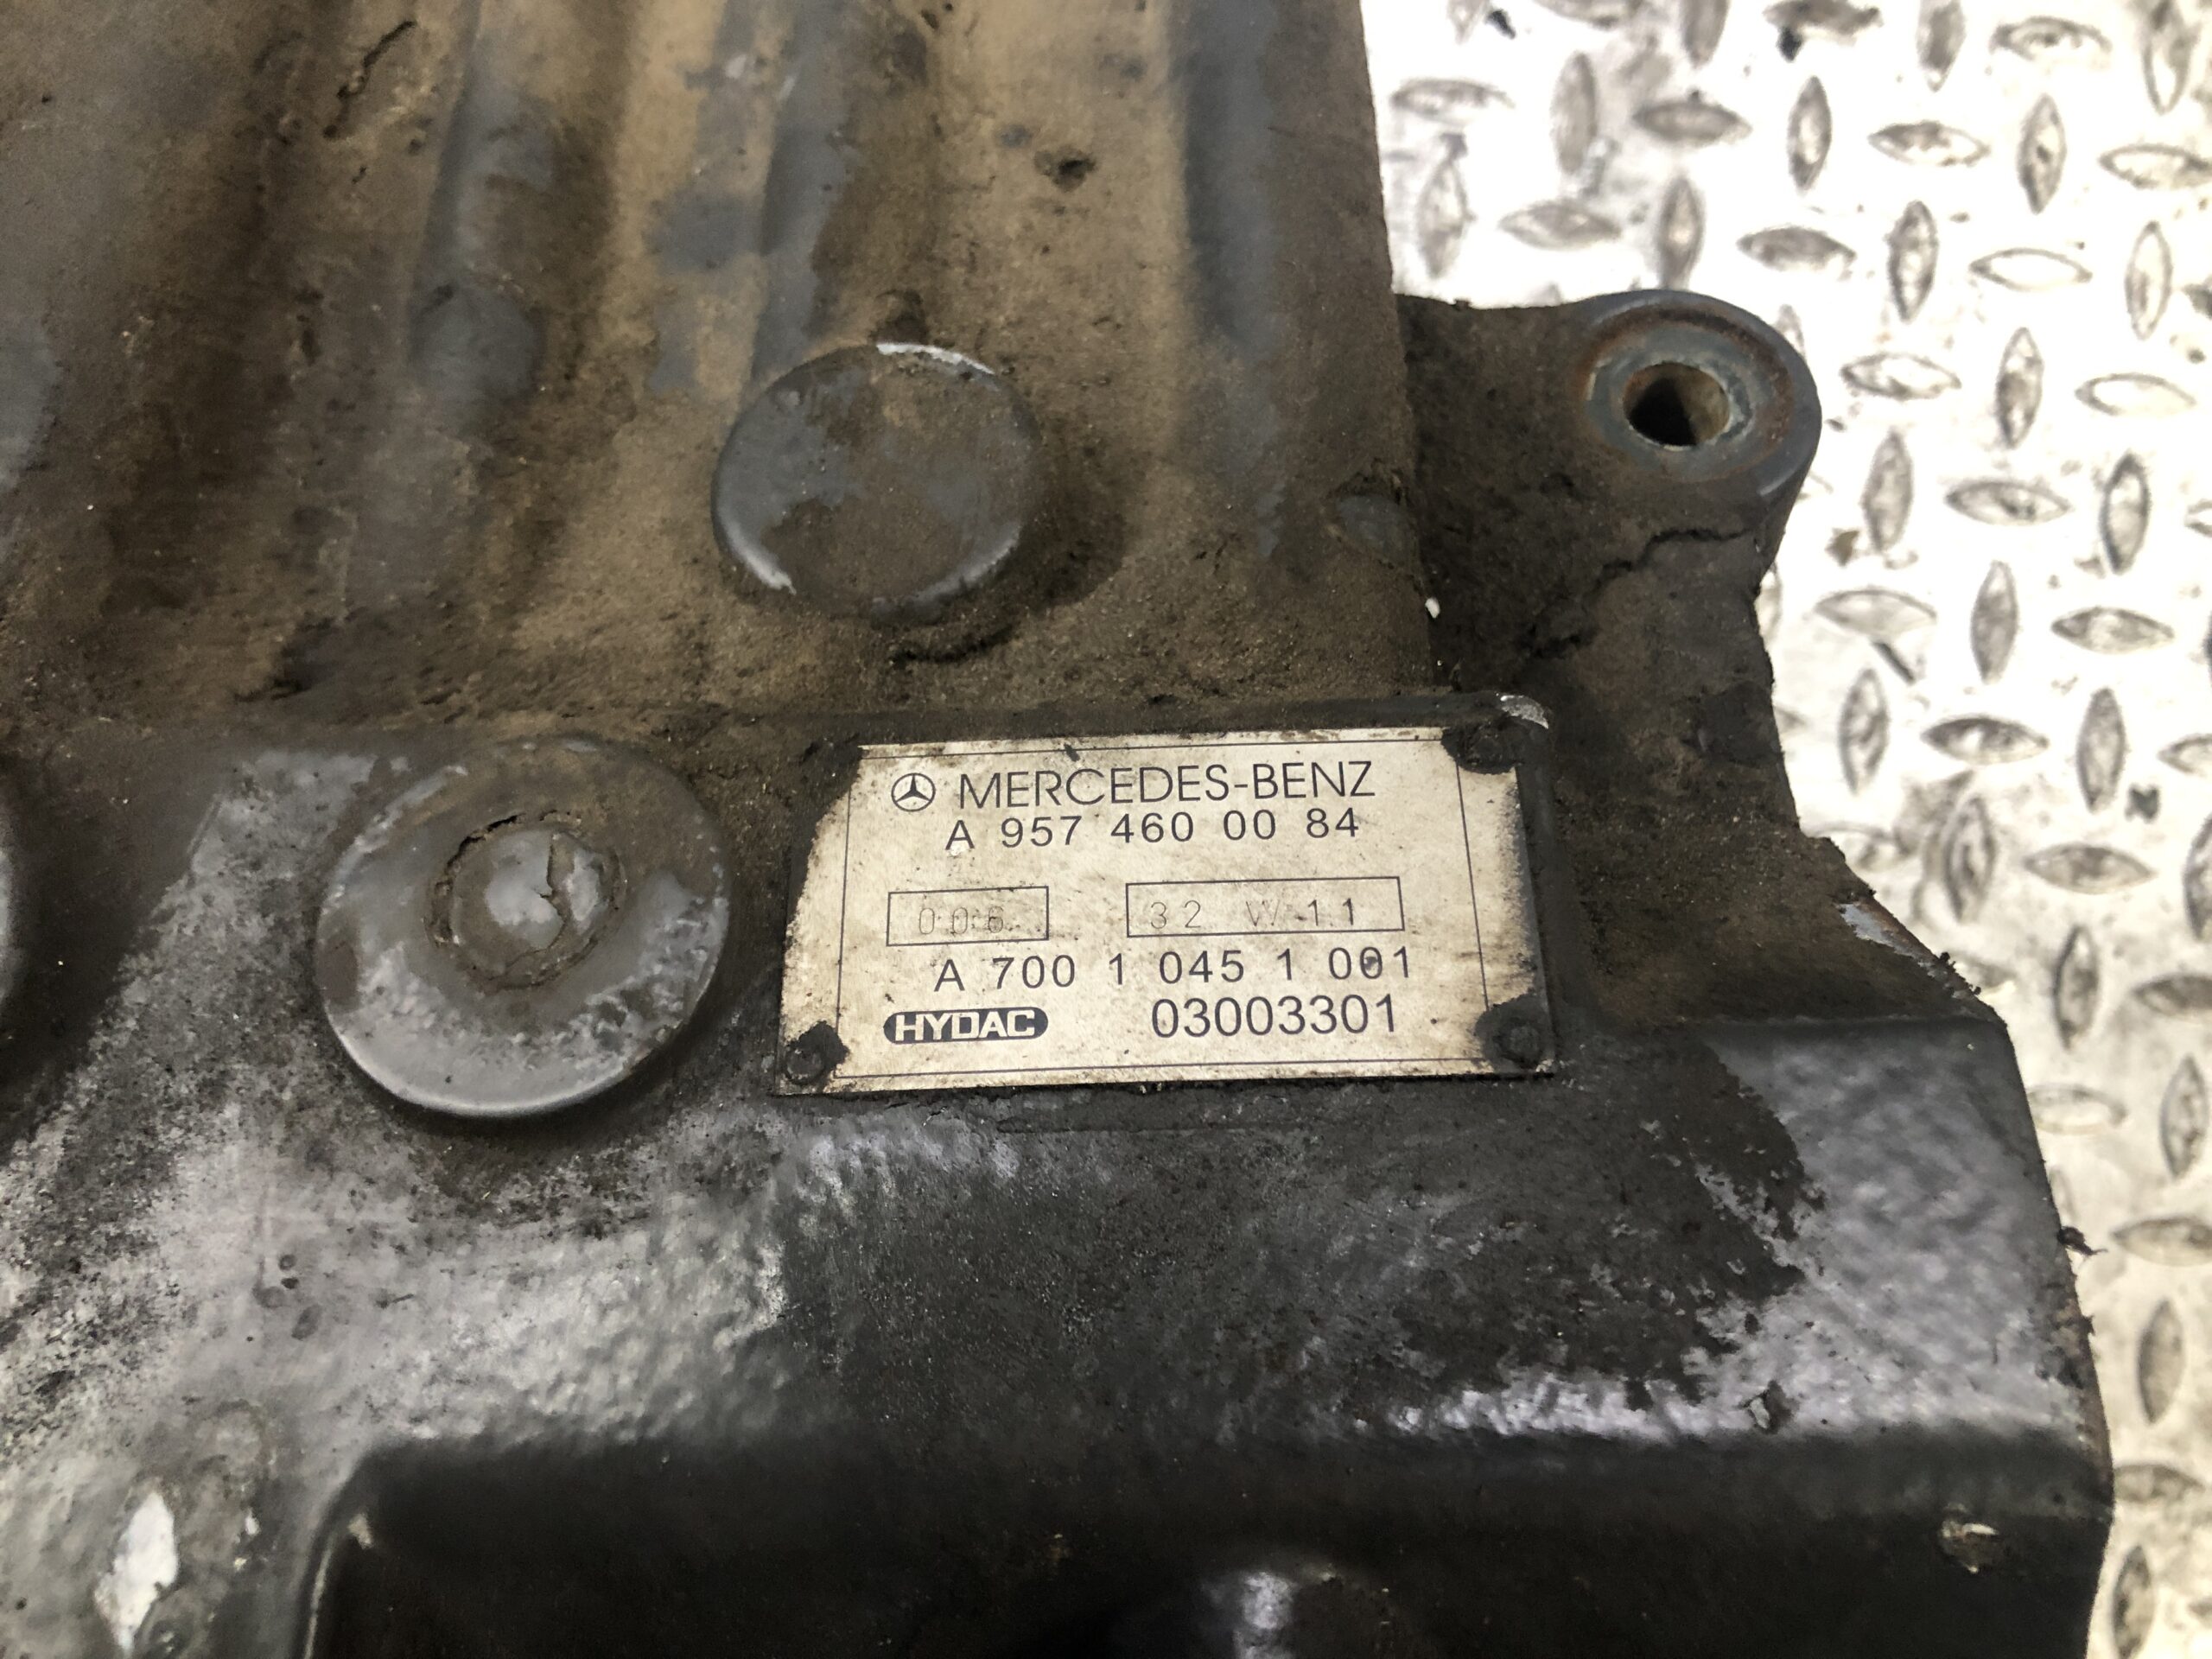 MERCEDES-BENZ
A 957 460 00 84
006 32 W 11
A 700 1 045 1 001
HYDAC 03003301